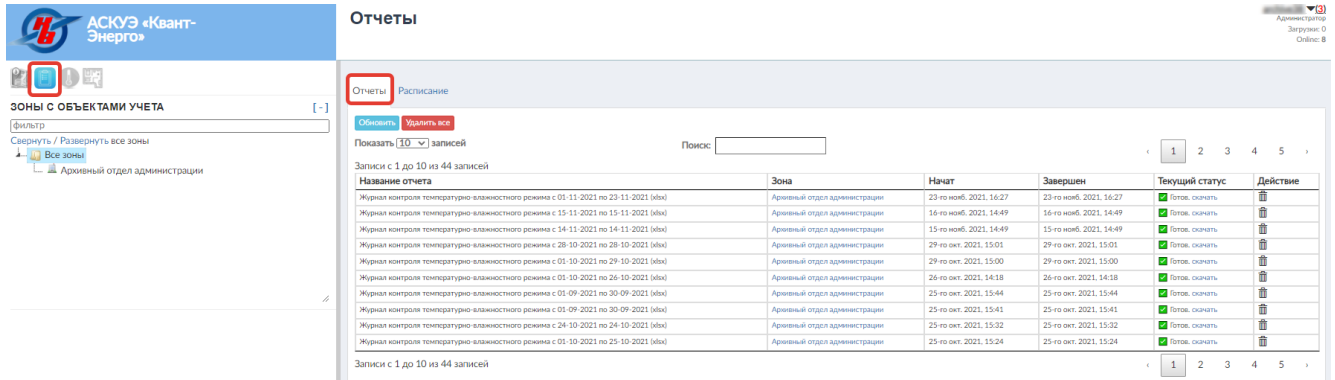 АСКУЭ «Квант-
Энерго»
Отчеты
(3)
Администратор
Загрузки: 0
Online: 8
ЗОНЫ С ОБЪЕКТАМИ УЧЕТА [-]
фильтр
Свернуть / Развернуть все зоны
Все зоны
Архивный отдел администрации
Отчеты Расписание
Обновить Удалить все
Показать 10 записей Поиск: ‹ 1 2 3 4 5 ›
Записи с 1 до 10 из 44 записей
Название отчета Зона Начат Завершен Текущий статус Действие
Журнал контроля температурно-влажностного режима с 01-11-2021 по 23-11-2021 (xlsx) Архивный отдел администрации 23-го нояб. 2021, 16:27 23-го нояб. 2021, 16:27 Готов. скачать
Журнал контроля температурно-влажностного режима с 15-11-2021 по 15-11-2021 (xlsx) Архивный отдел администрации 16-го нояб. 2021, 14:49 16-го нояб. 2021, 14:49 Готов. скачать
Журнал контроля температурно-влажностного режима с 14-11-2021 по 14-11-2021 (xlsx) Архивный отдел администрации 15-го нояб. 2021, 14:49 15-го нояб. 2021, 14:49 Готов. скачать
Журнал контроля температурно-влажностного режима с 28-10-2021 по 28-10-2021 (xlsx) Архивный отдел администрации 29-го окт. 2021, 15:01 29-го окт. 2021, 15:01 Готов. скачать
Журнал контроля температурно-влажностного режима с 01-10-2021 по 29-10-2021 (xlsx) Архивный отдел администрации 29-го окт. 2021, 15:00 29-го окт. 2021, 15:00 Готов. скачать
Журнал контроля температурно-влажностного режима с 01-10-2021 по 26-10-2021 (xlsx) Архивный отдел администрации 26-го окт. 2021, 14:18 26-го окт. 2021, 14:18 Готов. скачать
Журнал контроля температурно-влажностного режима с 01-09-2021 по 30-09-2021 (xlsx) Архивный отдел администрации 25-го окт. 2021, 15:44 25-го окт. 2021, 15:44 Готов. скачать
Журнал контроля температурно-влажностного режима с 01-09-2021 по 30-09-2021 (xlsx) Архивный отдел администрации 25-го окт. 2021, 15:41 25-го окт. 2021, 15:41 Готов. скачать
Журнал контроля температурно-влажностного режима с 24-10-2021 по 24-10-2021 (xlsx) Архивный отдел администрации 25-го окт. 2021, 15:32 25-го окт. 2021, 15:32 Готов. скачать
Журнал контроля температурно-влажностного режима с 01-10-2021 по 25-10-2021 (xlsx) Архивный отдел администрации 25-го окт. 2021, 15:24 25-го окт. 2021, 15:24 Готов. скачать
Записи с 1 до 10 из 44 записей ‹ 1 2 3 4 5 ›